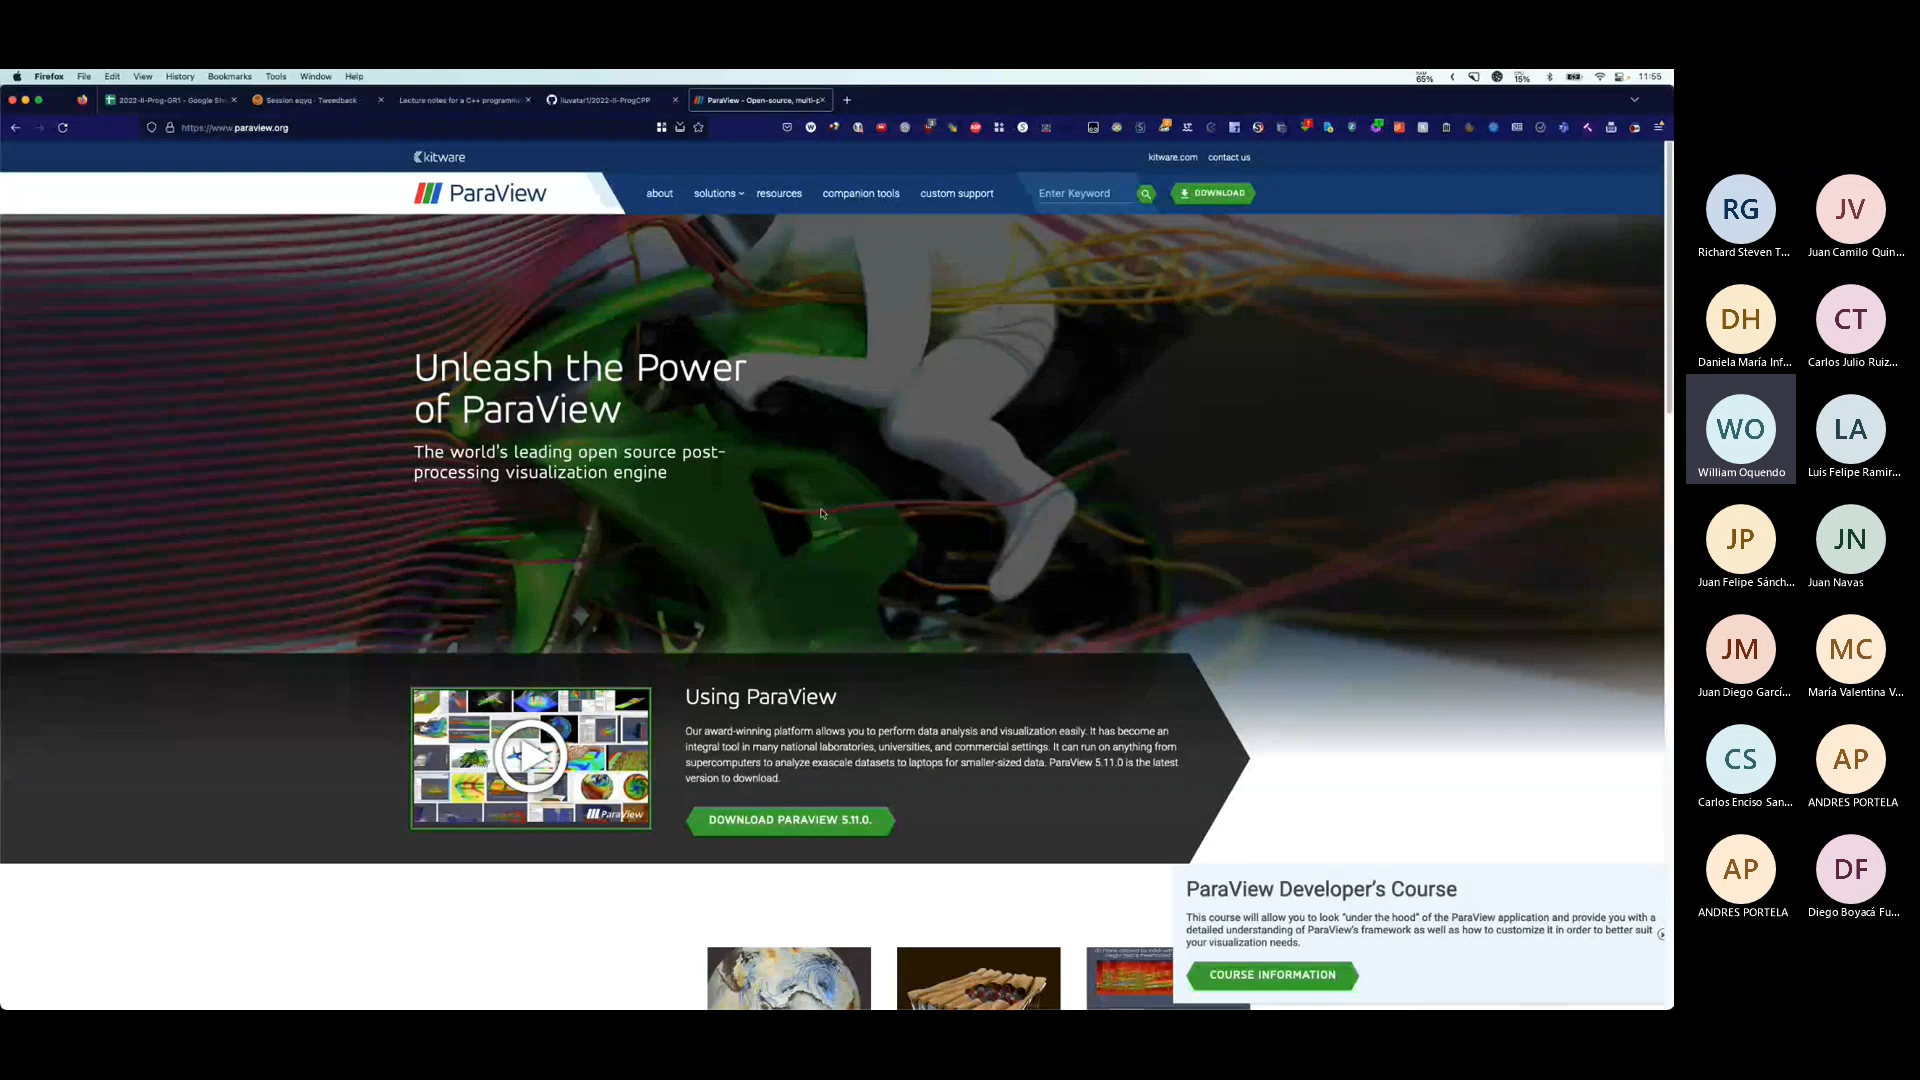 Firefox File Edit View History Bookmarks Tools Window Help
65% 15% 11:55
2022-II-Prog-GR1 - Google Sh
Session eqyq - Tweedback
Lecture notes for a C++ programmi
iluvatar1/2022-II-ProgCPP
ParaView - Open-source, multi-p
https://www.paraview.org
kitware
kitware.com contact us
ParaView
about solutions resources companion tools custom support
Enter Keyword
DOWNLOAD
Unleash the Power
of ParaView
The world's leading open source post-
processing visualization engine
ParaView
Using ParaView
Our award-winning platform allows you to perform data analysis and visualization easily. It has become an
integral tool in many national laboratories, universities, and commercial settings. It can run on anything from
supercomputers to analyze exascale datasets to laptops for smaller-sized data. ParaView 5.11.0 is the latest
version to download.
DOWNLOAD PARAVIEW 5.11.0.
ParaView Developer's Course
This course will allow you to look "under the hood" of the ParaView application and provide you with a
detailed understanding of ParaView's framework as well as how to customize it in order to better suit
your visualization needs.
COURSE INFORMATION
RG JV
Richard Steven T... Juan Camilo Quin...
DH CT
Daniela María Inf... Carlos Julio Ruiz...
WO LA
William Oquendo Luis Felipe Ramir...
JP JN
Juan Felipe Sánch... Juan Navas
JM MC
Juan Diego Garcí... María Valentina V...
CS AP
Carlos Enciso San... ANDRES PORTELA
AP DF
ANDRES PORTELA Diego Boyacá Fu...